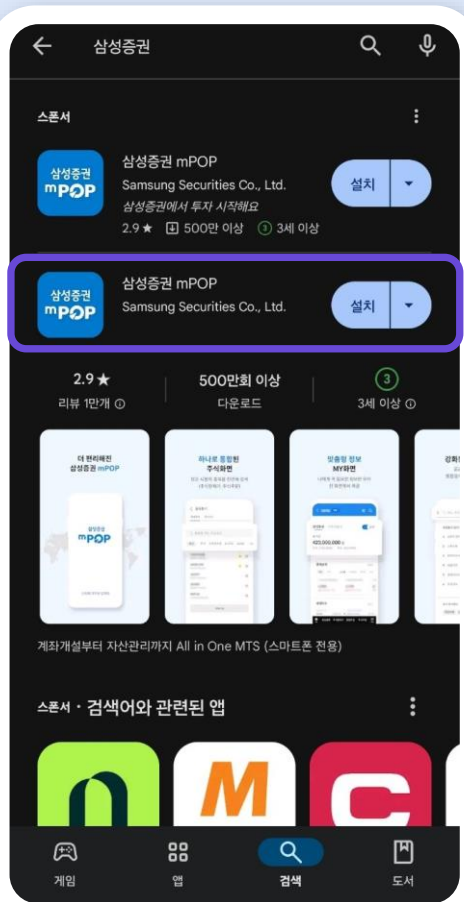 삼성증권
스폰서
삼성증권
mPOP
삼성증권 mPOP
Samsung Securities Co., Ltd.
삼성증권에서 투자 시작해요
2.9★ 500만 이상 ③ 3세 이상
설치
삼성증권
mPOP
삼성증권 mPOP
Samsung Securities Co., Ltd.
설치
2.9★
리뷰 1만개
500만회 이상
다운로드
③
3세 이상
더 편리해진
삼성증권 mPOP
삼성증권
mPOP
하나로 통합된
주식화면
맞춤형 정보
MY화면
계좌개설부터 자산관리까지 All in One MTS (스마트폰 전용)
스폰서 · 검색어와 관련된 앱
n
M
C
게임
앱
검색
도서